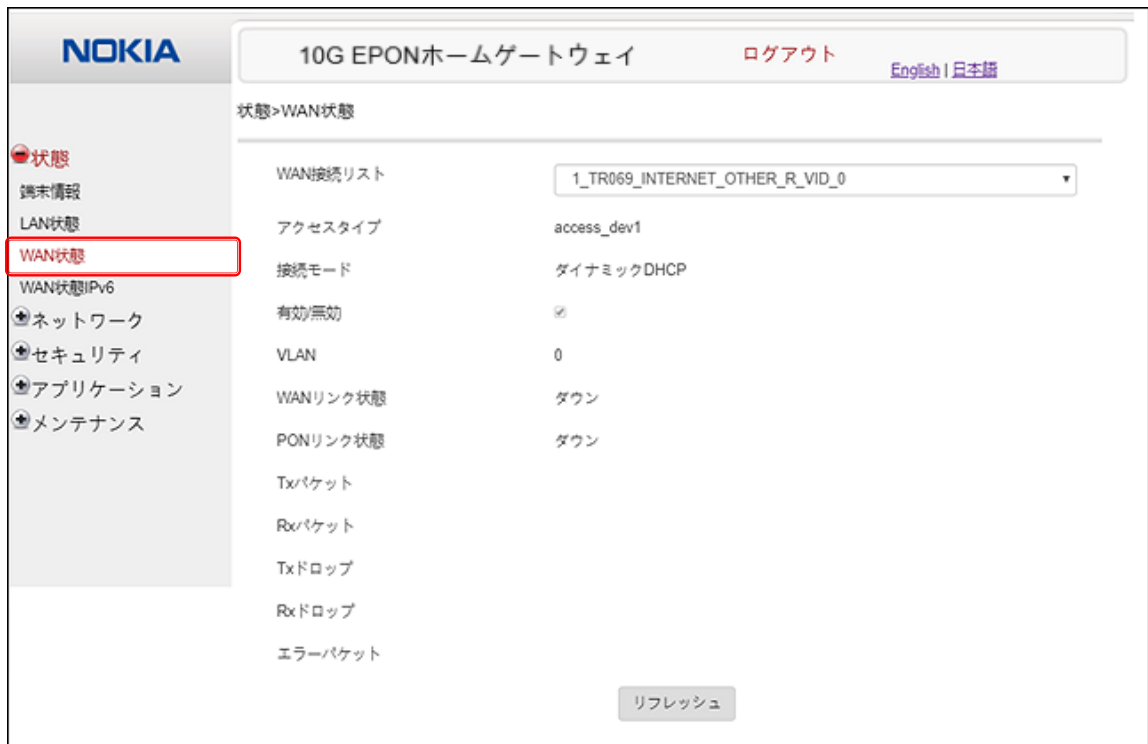 NOKIA
10G EPONホームゲートウェイ
ログアウト
English | 日本語
状態>WAN状態
状態
端末情報
LAN状態
WAN状態
WAN状態IPv6
ネットワーク
セキュリティ
アプリケーション
メンテナンス
WAN接続リスト 1_TR069_INTERNET_OTHER_R_VID_0
アクセスタイプ access_dev1
接続モード ダイナミックDHCP
有効/無効
VLAN 0
WANリンク状態 ダウン
PONリンク状態 ダウン
Txパケット
Rxパケット
Txドロップ
Rxドロップ
エラーパケット
リフレッシュ